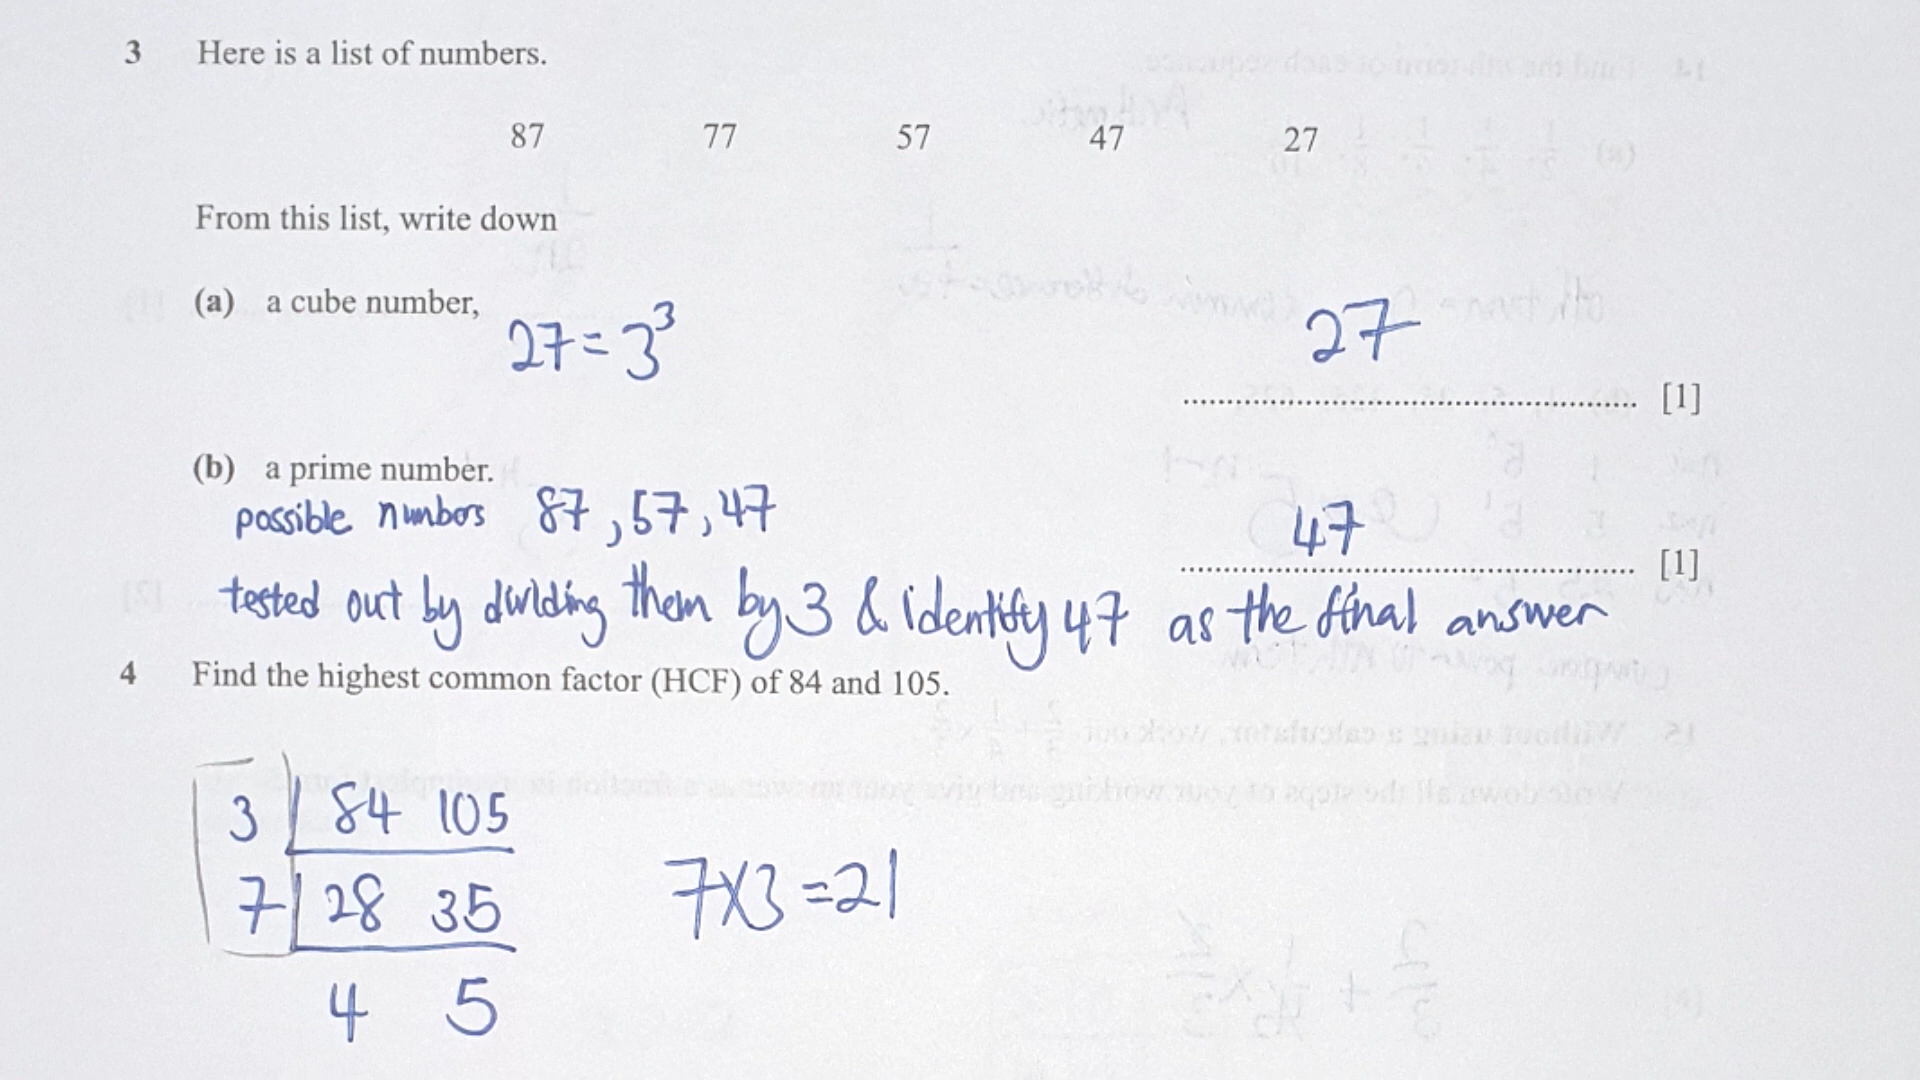 3 Here is a list of numbers.
87 77 57 47 27
From this list, write down
(a) a cube number,
27 = 3³
27
[1]
(b) a prime number.
possible numbers 87, 57, 47
47
[1]
tested out by dividing them by 3 & identify 47 as the final answer
4 Find the highest common factor (HCF) of 84 and 105.
3 84 105
7 28 35
7×3 = 21
4 5